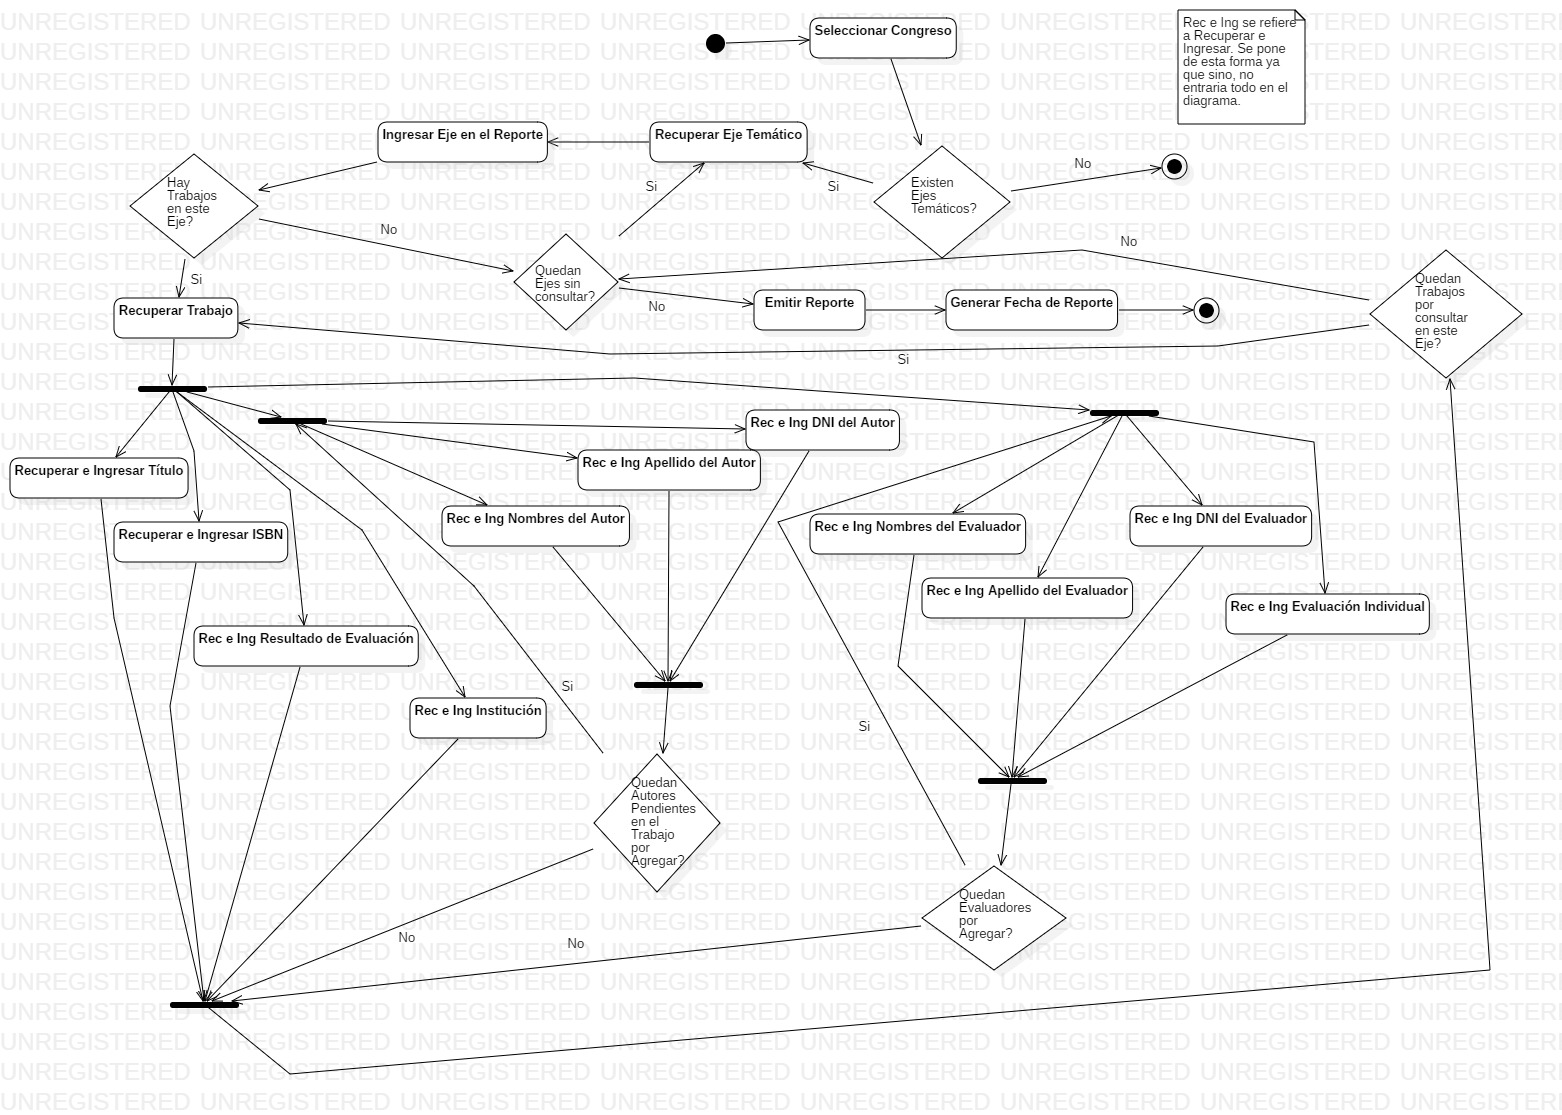 Seleccionar Congreso
Rec e Ing se refiere
a Recuperar e
Ingresar. Se pone
de esta forma ya
que sino, no
entraria todo en el
diagrama.
Ingresar Eje en el Reporte
Recuperar Eje Temático
Existen
Ejes
Temáticos?
No
Si
Si
Hay
Trabajos
en este
Eje?
No
Si
Quedan
Ejes sin
consultar?
No
No
Emitir Reporte
Generar Fecha de Reporte
Quedan
Trabajos
por
consultar
en este
Eje?
Si
Recuperar Trabajo
Rec e Ing DNI del Autor
Rec e Ing Apellido del Autor
Rec e Ing Nombres del Autor
Recuperar e Ingresar Título
Recuperar e Ingresar ISBN
Recuperar e Ingresar Resultado de Evaluación
Rec e Ing Institución
Rec e Ing Nombres del Evaluador
Rec e Ing DNI del Evaluador
Rec e Ing Apellido del Evaluador
Rec e Ing Evaluación Individual
Si
Si
Quedan
Autores
Pendientes
en el
Trabajo
por
Agregar?
No
Quedan
Evaluadores
por
Agregar?
No
UNREGISTERED